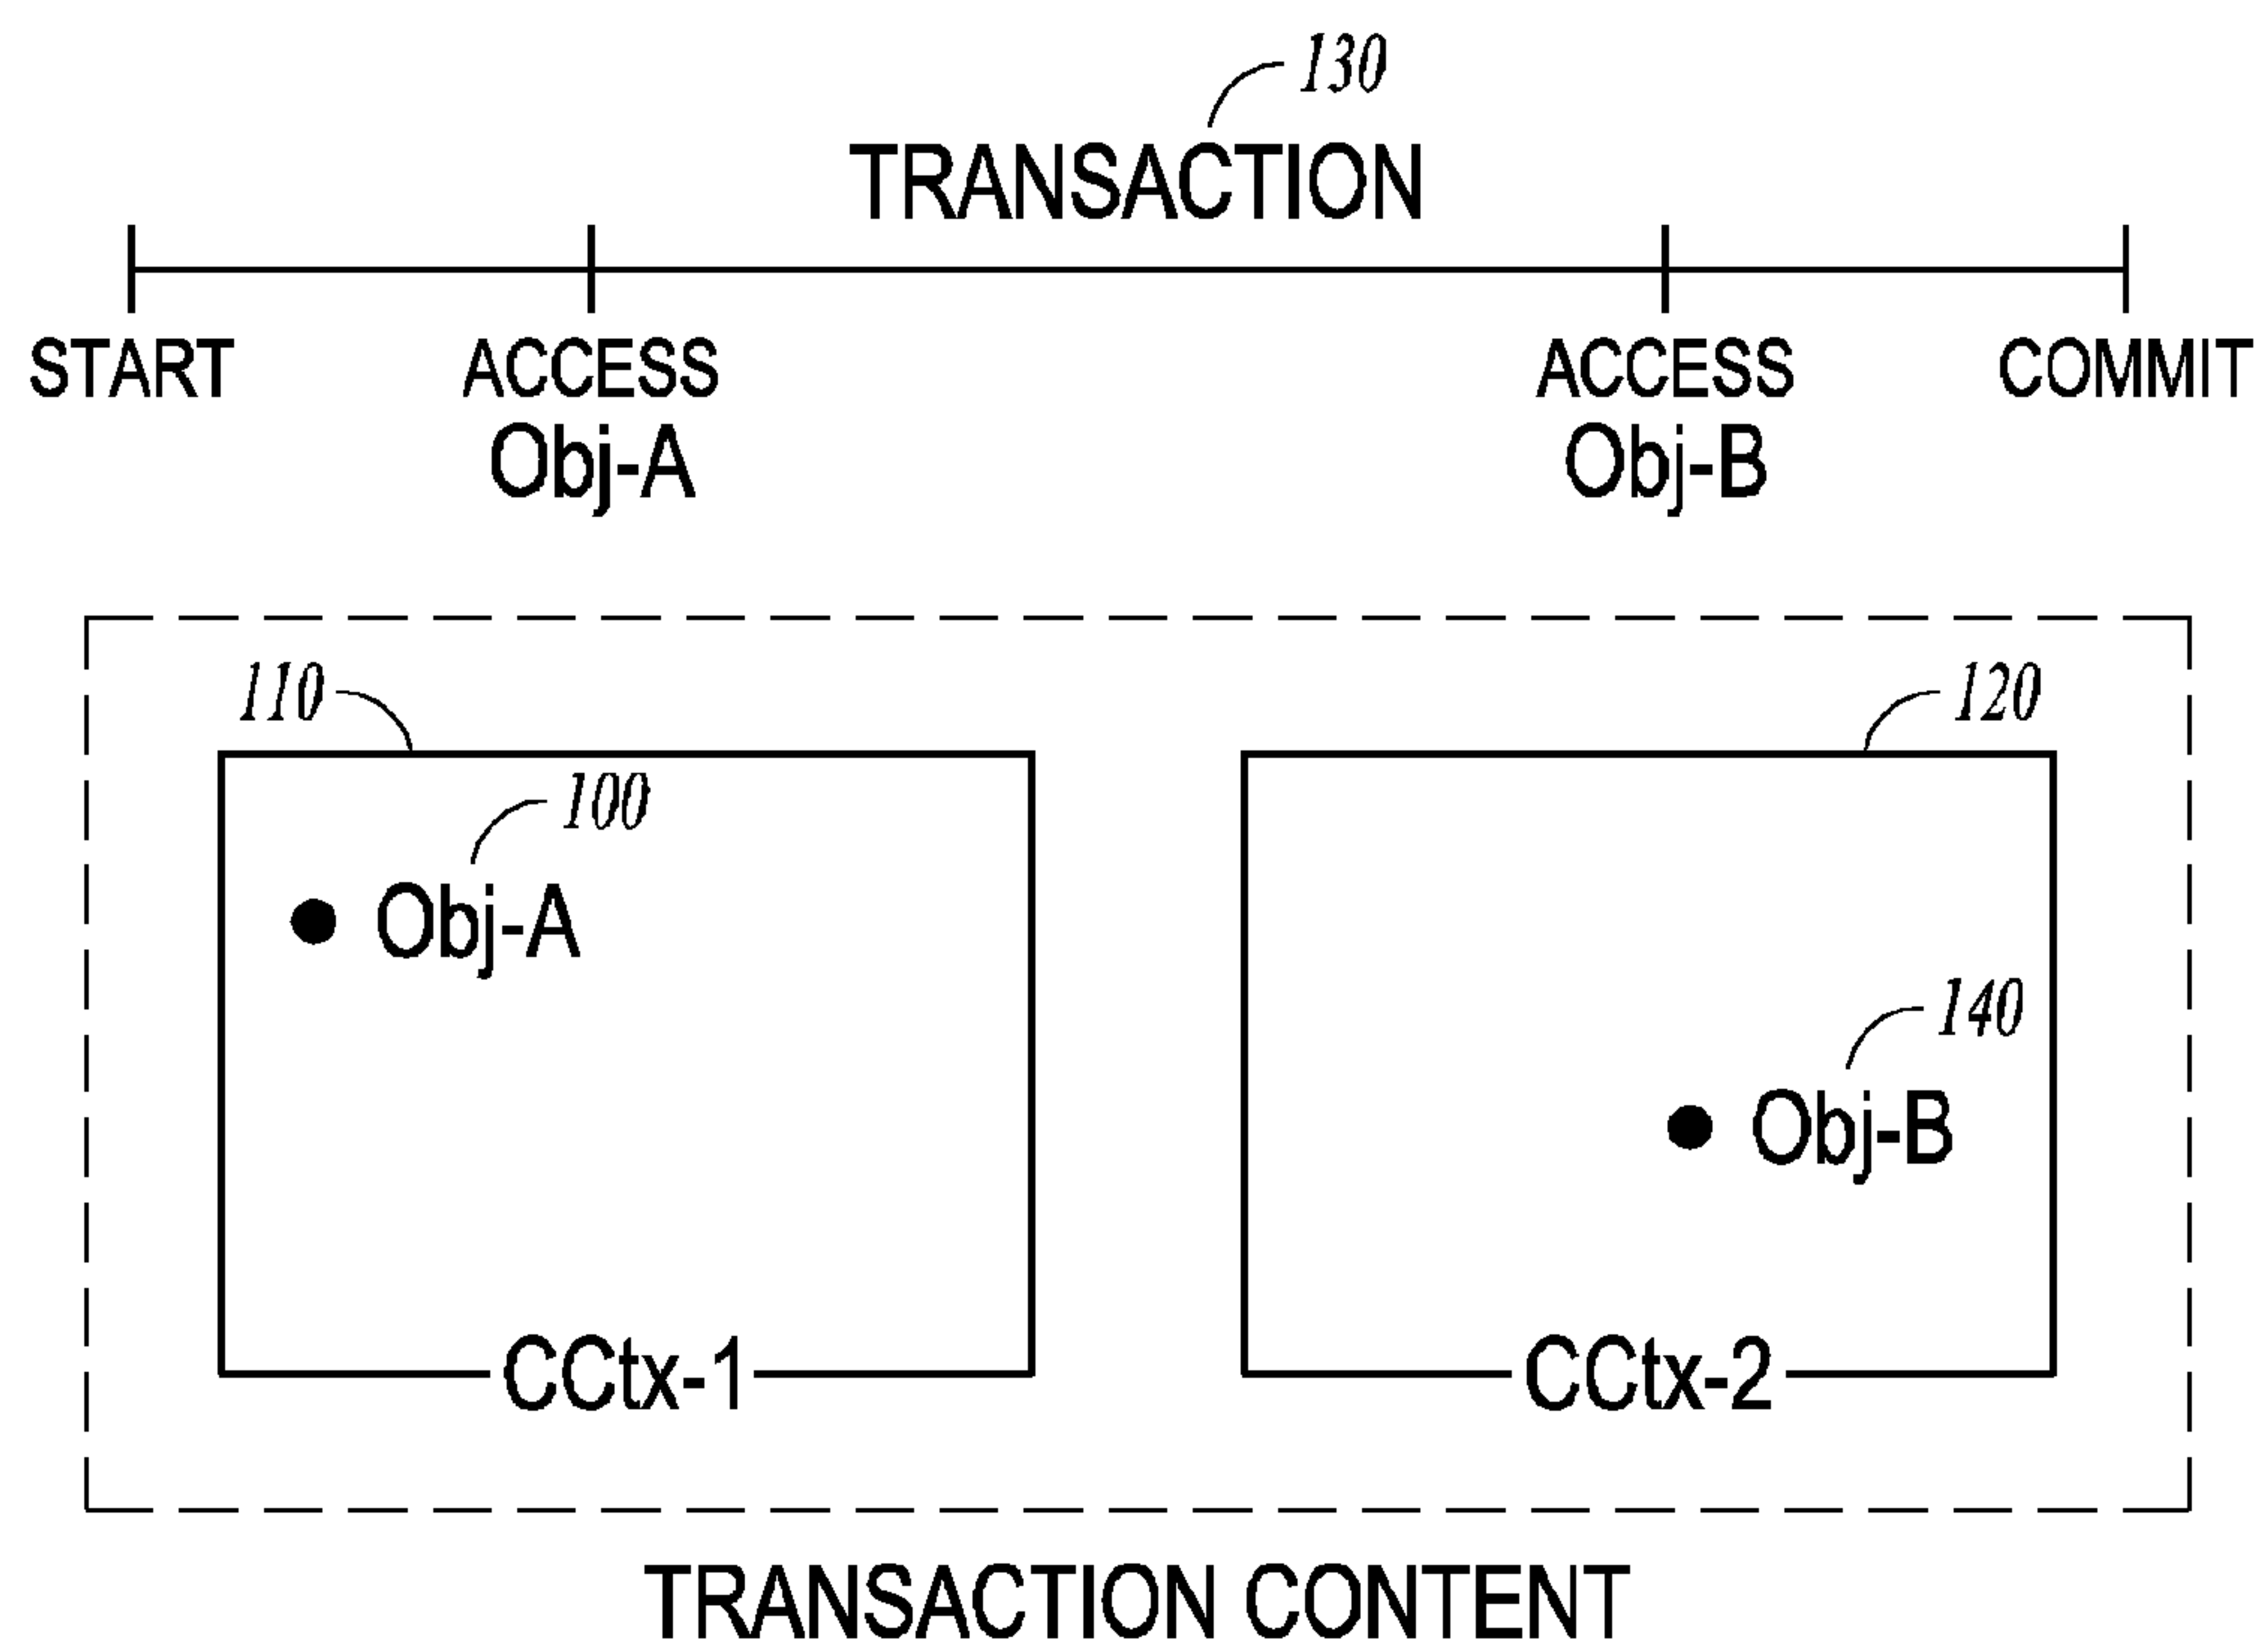 130
TRANSACTION
START ACCESS Obj-A ACCESS Obj-B COMMIT
110 120
100
Obj-A
140
Obj-B
CCtx-1 CCtx-2
TRANSACTION CONTENT